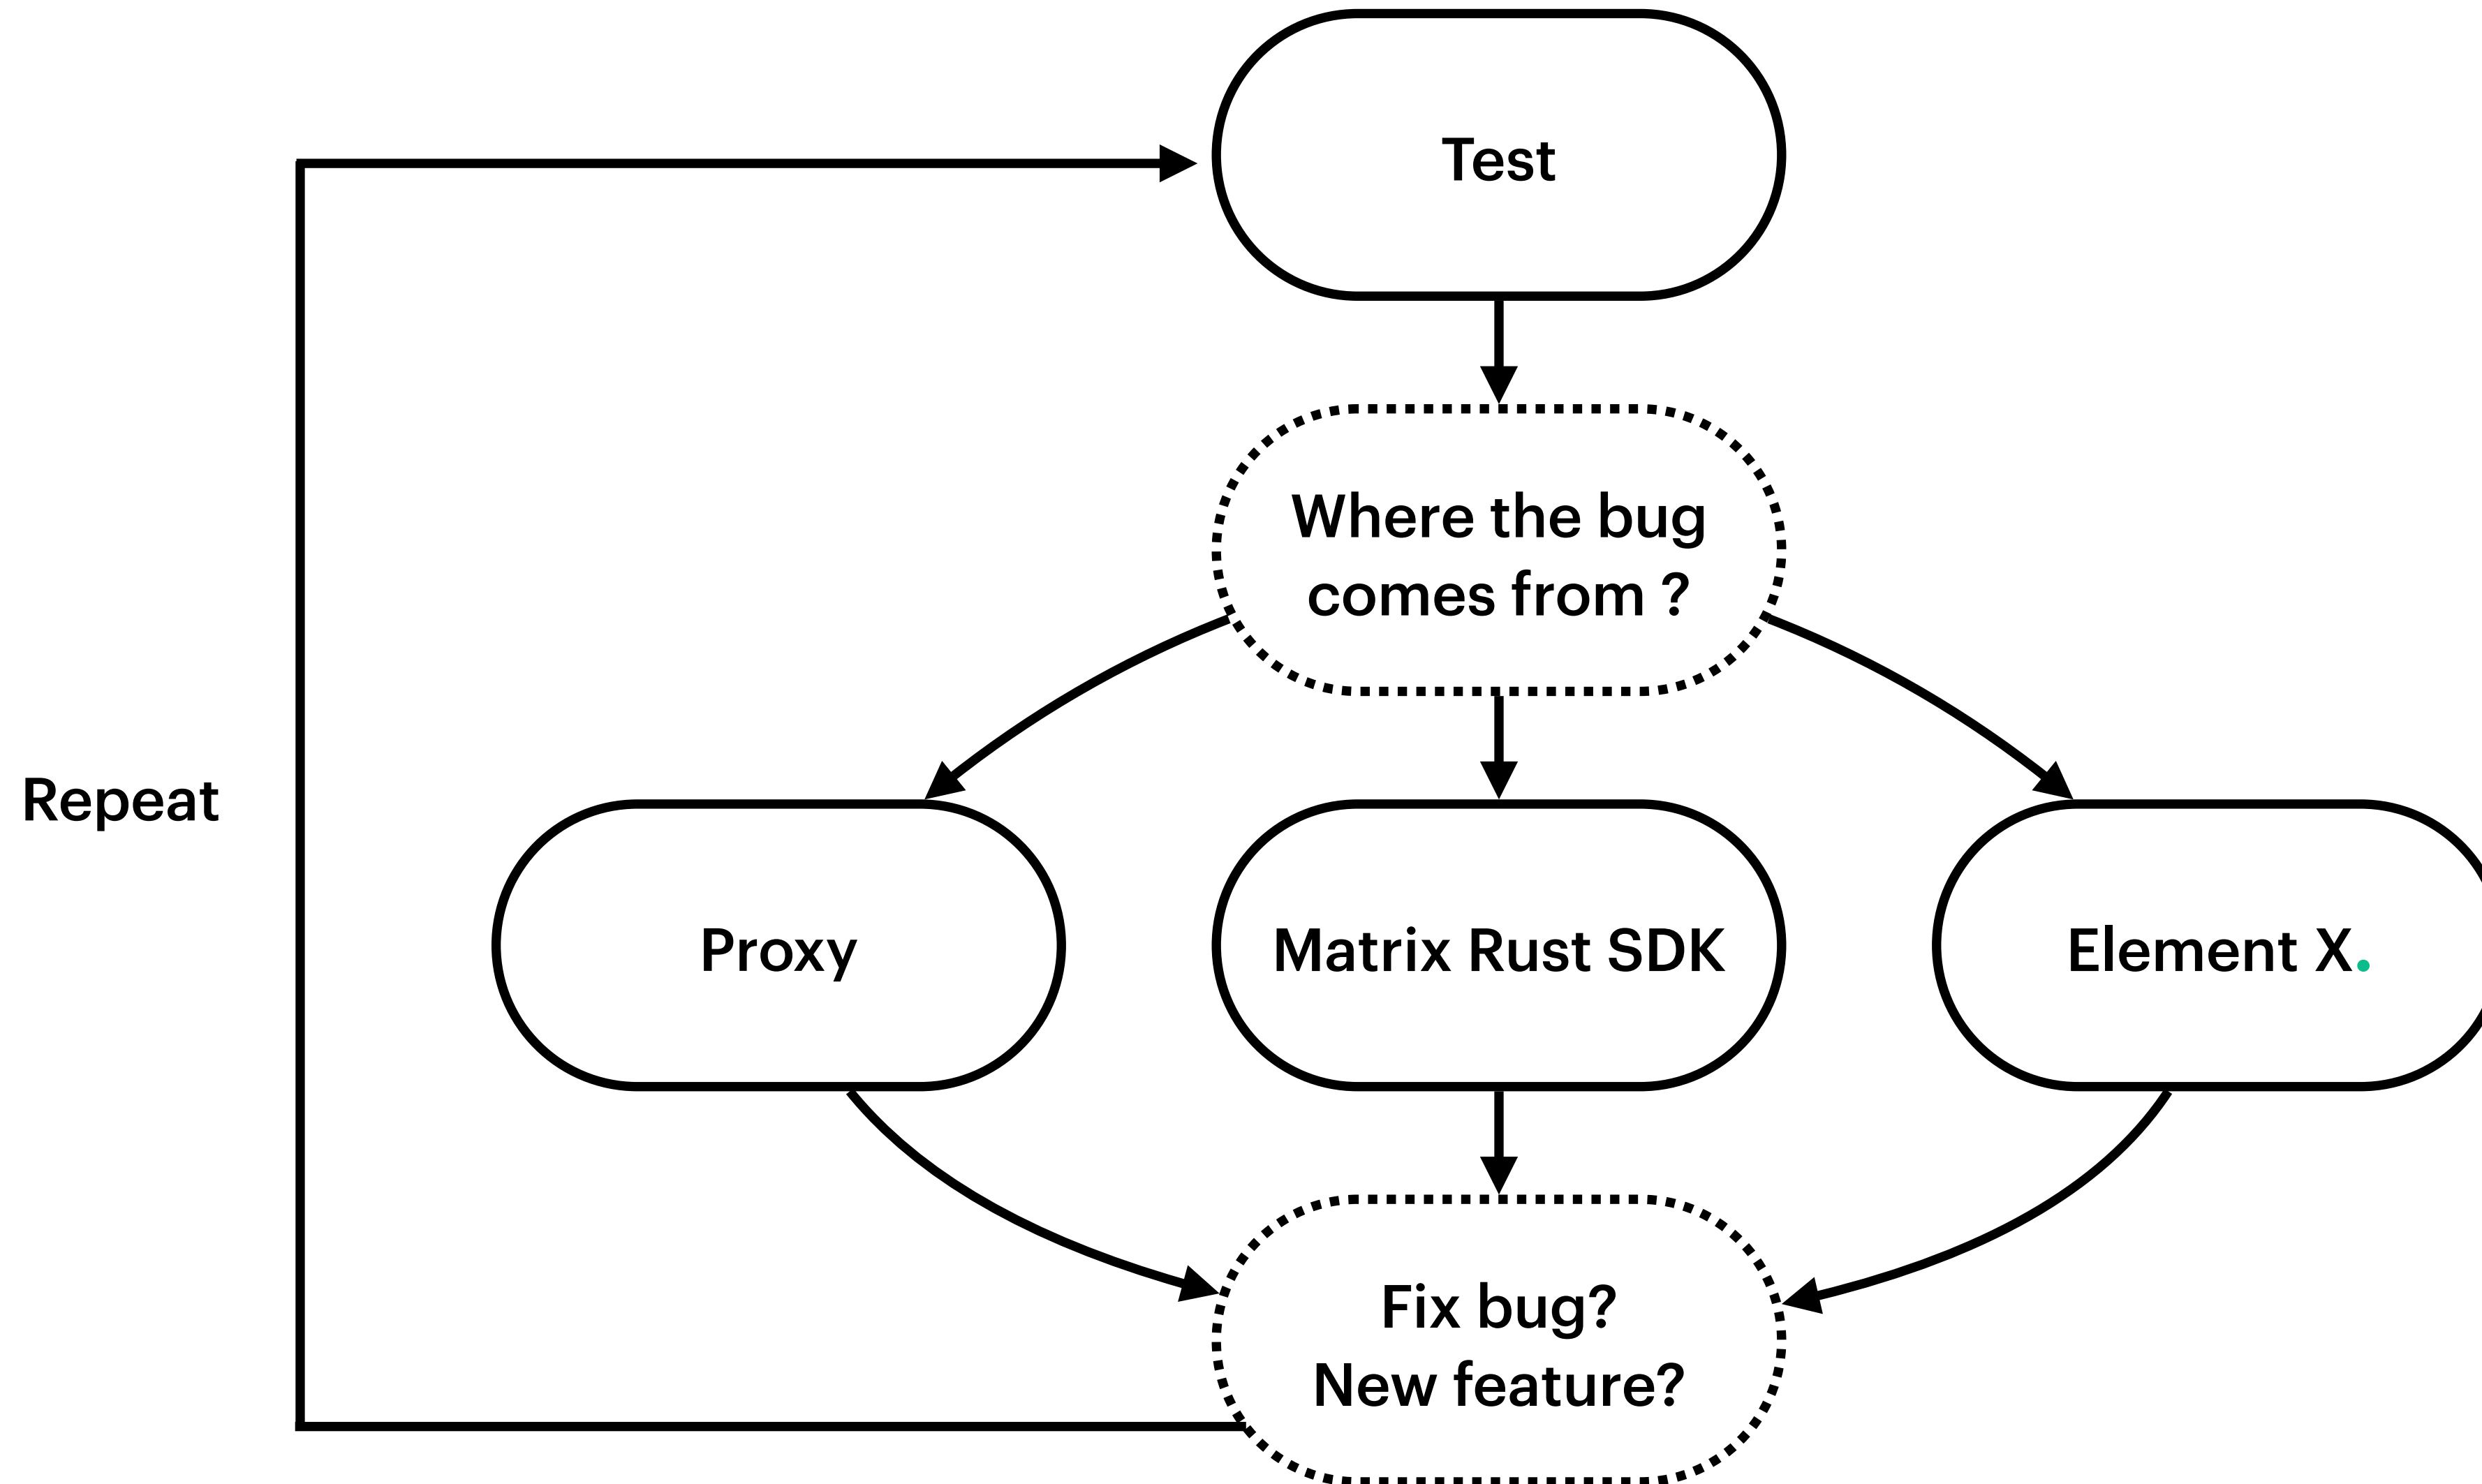 Test
Where the bug
comes from ?
Repeat
Proxy
Matrix Rust SDK
Element X.
Fix bug?
New feature?